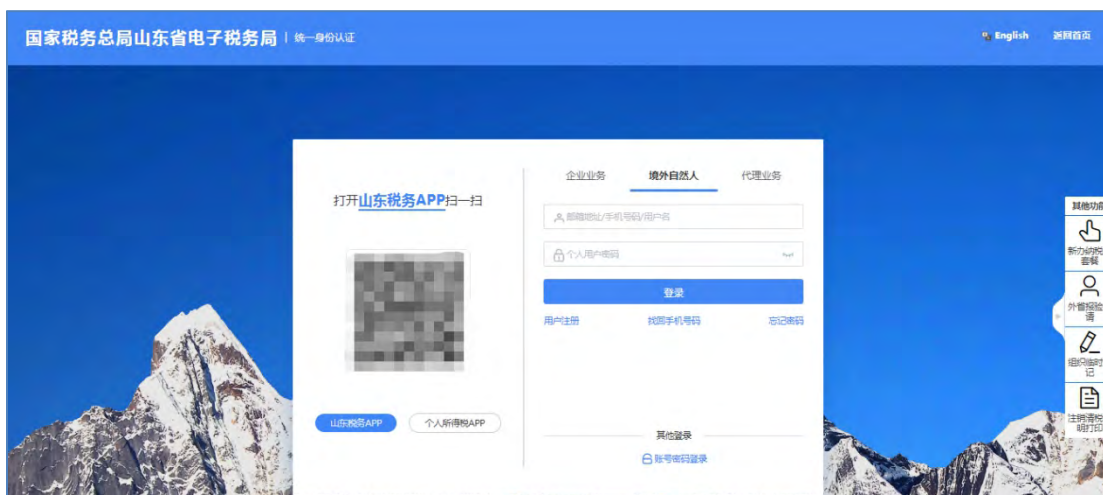 国家税务总局山东省电子税务局 | 统一身份认证
English 返回首页
打开山东税务APP扫一扫
山东税务APP 个人所得税APP
企业业务 境外自然人 代理业务
邮箱地址/手机号码/用户名
个人用户密码
登录
用户注册 找回手机号码 忘记密码
其他登录
账号密码登录
其他功能
新办纳税
套餐
外省报验
请
组织临时
记
注销清税
明打印